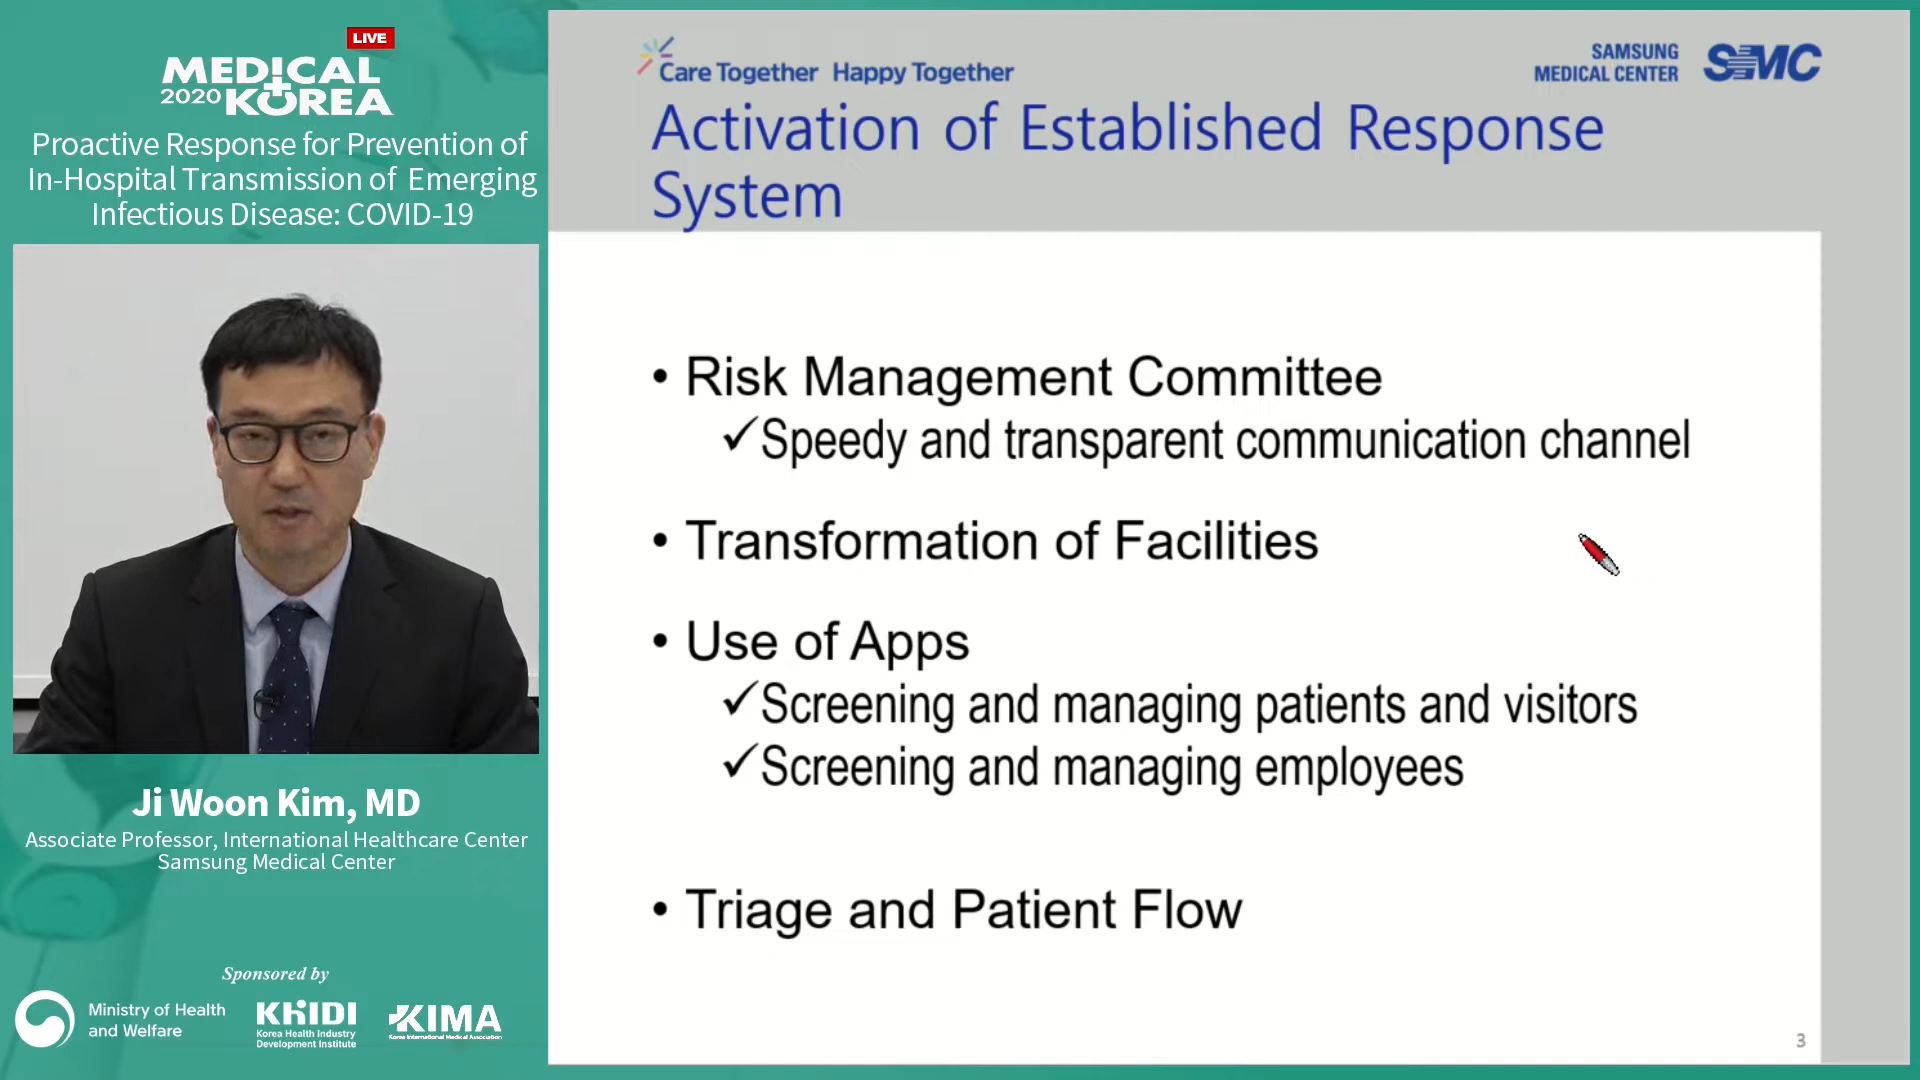 LIVE
MEDICAL
2020 KOREA
Proactive Response for Prevention of
In-Hospital Transmission of Emerging
Infectious Disease: COVID-19
Ji Woon Kim, MD
Associate Professor, International Healthcare Center
Samsung Medical Center
Sponsored by
Ministry of Health
and Welfare
KHIDI
Korea Health Industry
Development Institute
KIMA
Korea International Medical Association
Care Together Happy Together
SAMSUNG
MEDICAL CENTER
SMC
Activation of Established Response
System
• Risk Management Committee
✓Speedy and transparent communication channel
• Transformation of Facilities
• Use of Apps
✓Screening and managing patients and visitors
✓Screening and managing employees
• Triage and Patient Flow
3